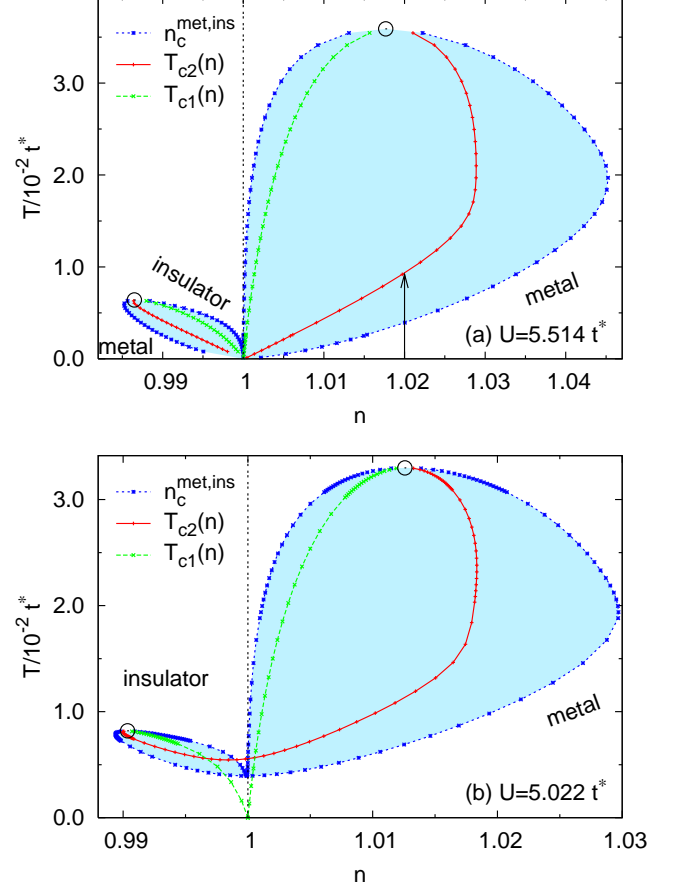 n_c^met,ins
T_c2(n)
T_c1(n)
3.0
2.0
1.0
0.0
T/10^-2 t*
insulator
metal
metal
(a) U=5.514 t*
0.99 1 1.01 1.02 1.03 1.04
n
n_c^met,ins
T_c2(n)
T_c1(n)
3.0
2.0
1.0
0.0
T/10^-2 t*
insulator
metal
(b) U=5.022 t*
0.99 1 1.01 1.02 1.03
n